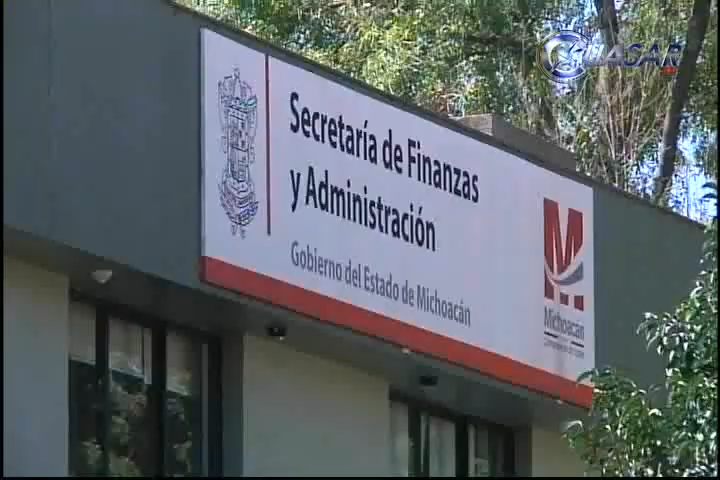 Secretaría de Finanzas
y Administración
Gobierno del Estado de Michoacán
M
Michoacán